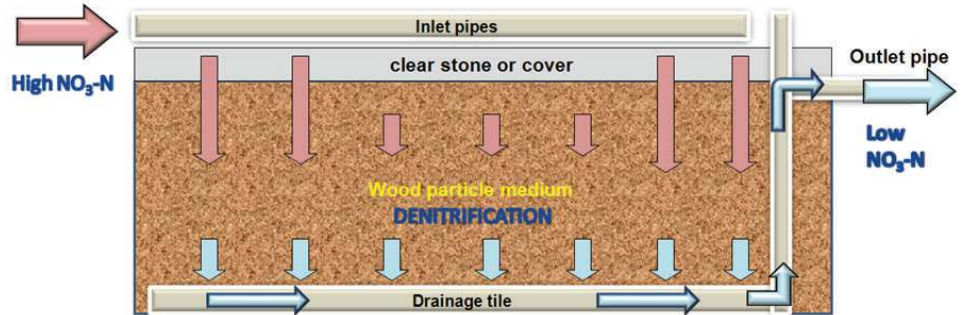 Inlet pipes
High NO₃-N
clear stone or cover
Outlet pipe
Low
NO₃-N
Wood particle medium
DENITRIFICATION
Drainage tile